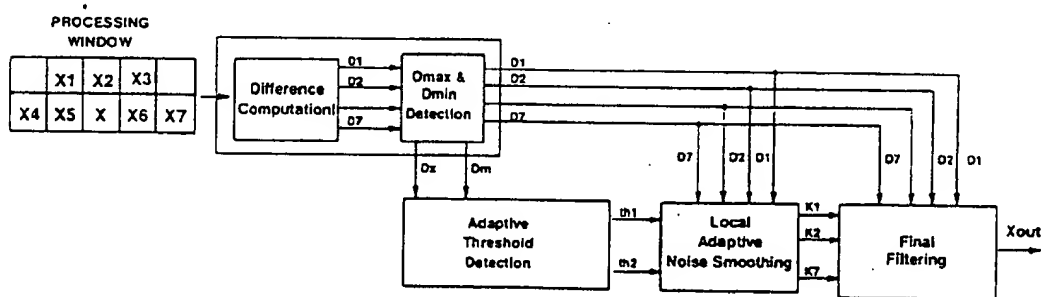 PROCESSING
WINDOW
X1 X2 X3
X4 X5 X X6 X7
Difference
Computation
D1
D2
D7
Dmax &
Dmin
Detection
D1
D2
D7
Dx
Dm
D7
D2
D1
D7
D2
D1
Adaptive
Threshold
Detection
th1
th2
Local
Adaptive
Noise Smoothing
K1
K2
K7
Final
Filtering
Xout